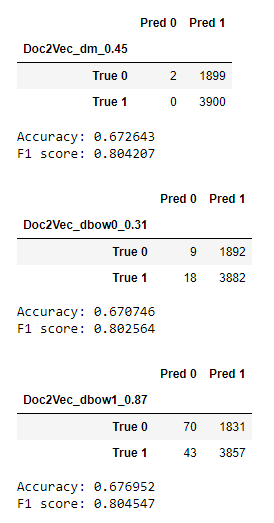 Pred 0 Pred 1
Doc2Vec_dm_0.45
True 0 2 1899
True 1 0 3900
Accuracy: 0.672643
F1 score: 0.804207
Pred 0 Pred 1
Doc2Vec_dbow0_0.31
True 0 9 1892
True 1 18 3882
Accuracy: 0.670746
F1 score: 0.802564
Pred 0 Pred 1
Doc2Vec_dbow1_0.87
True 0 70 1831
True 1 43 3857
Accuracy: 0.676952
F1 score: 0.804547